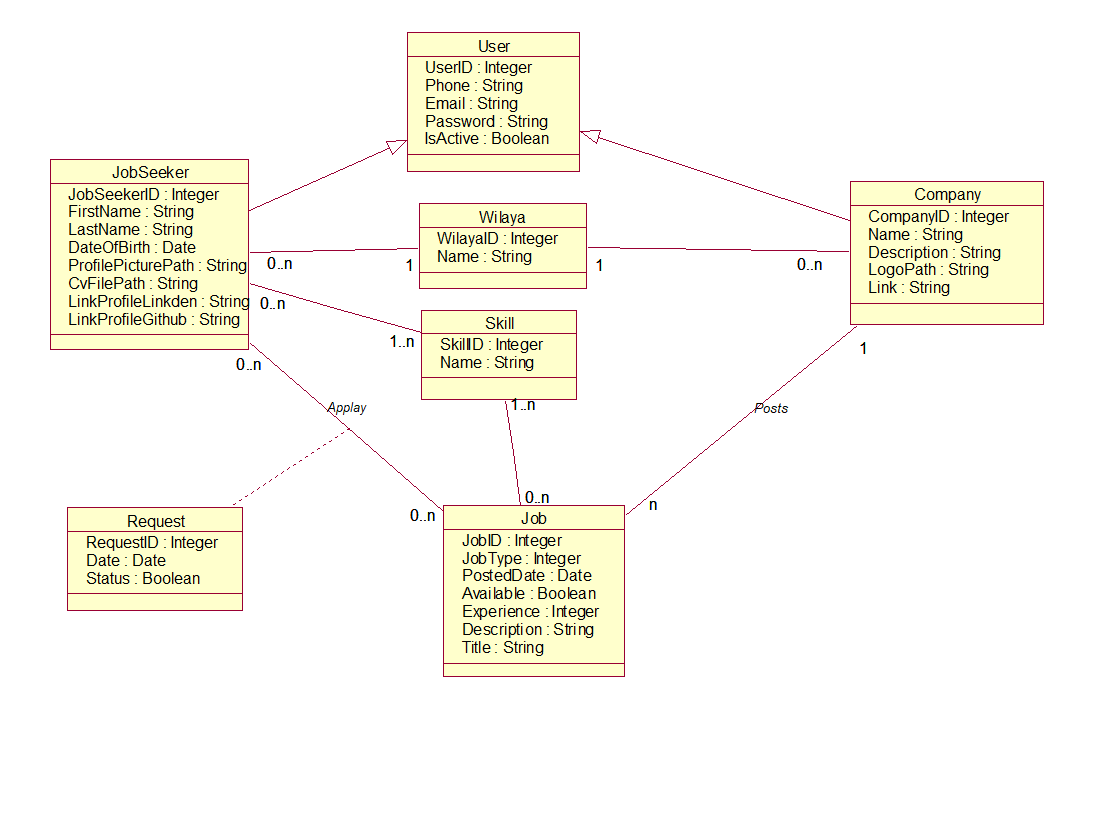 User
UserID : Integer
Phone : String
Email : String
Password : String
IsActive : Boolean
JobSeeker
JobSeekerID : Integer
FirstName : String
LastName : String
DateOfBirth : Date
ProfilePicturePath : String
CvFilePath : String
LinkProfileLinkden : String
LinkProfileGithub : String
Wilaya
WilayaID : Integer
Name : String
Company
CompanyID : Integer
Name : String
Description : String
LogoPath : String
Link : String
0..n
1
1
0..n
0..n
1..n
Skill
SkillID : Integer
Name : String
0..n
1
Applay
1..n
Posts
0..n
0..n
n
Request
RequestID : Integer
Date : Date
Status : Boolean
Job
JobID : Integer
JobType : Integer
PostedDate : Date
Available : Boolean
Experience : Integer
Description : String
Title : String